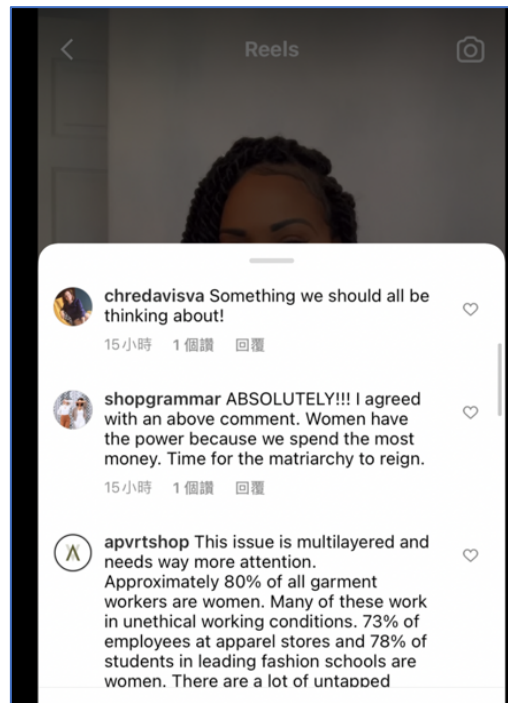 Reels
chredavisva Something we should all be
thinking about!
15小時 1個讚 回覆
shopgrammar ABSOLUTELY!!! I agreed
with an above comment. Women have
the power because we spend the most
money. Time for the matriarchy to reign.
15小時 1個讚 回覆
apvrtshop This issue is multilayered and
needs way more attention.
Approximately 80% of all garment
workers are women. Many of these work
in unethical working conditions. 73% of
employees at apparel stores and 78% of
students in leading fashion schools are
women. There are a lot of untapped